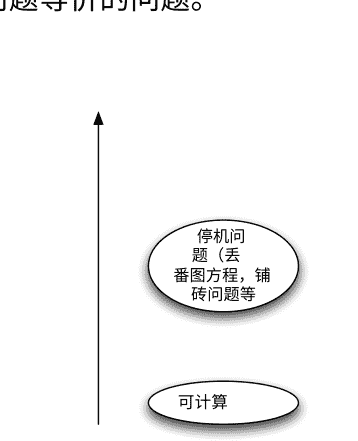 问题等价的问题。
停机问
题（丢
番图方程，铺
砖问题等
可计算